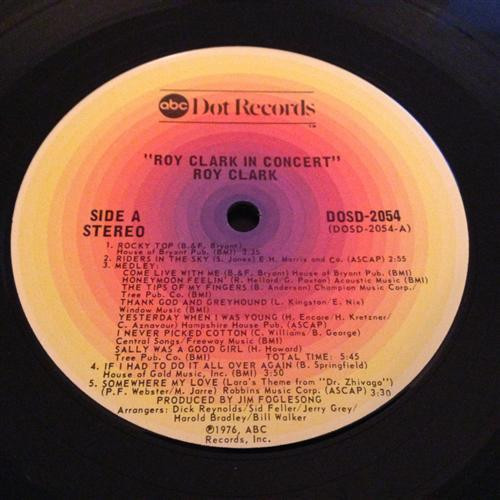 abc Dot Records
TM
"ROY CLARK IN CONCERT"
ROY CLARK
SIDE A
STEREO
DOSD-2054
(DOSD-2054-A)
1. ROCKY TOP (B.&F. Bryant)
House of Bryant Pub. (BMI) 3:35
2. RIDERS IN THE SKY (S. Jones) E.H. Morris and Co. (ASCAP) 2:55
3. MEDLEY:
COME LIVE WITH ME (B.&F. Bryant) House of Bryant Pub. (BMI)
HONEYMOON FEELIN' (R. Hellard/G. Paxton) Acoustic Music (BMI)
THE TIPS OF MY FINGERS (B. Anderson) Champion Music Corp./
Tree Pub. Co. (BMI)
THANK GOD AND GREYHOUND (L. Kingston/E. Nix)
Window Music (BMI)
YESTERDAY WHEN I WAS YOUNG (H. Encore/H. Kretzner/
C. Aznavour) Hampshire House Pub. (ASCAP)
I NEVER PICKED COTTON (C. Williams/B. George)
Central Songs/Freeway Music (BMI)
SALLY WAS A GOOD GIRL (H. Howard)
Tree Pub. Co. (BMI) TOTAL TIME: 5:45
4. IF I HAD TO DO IT ALL OVER AGAIN (B. Springfield)
House of Gold Music, Inc. (BMI) 3:50
5. SOMEWHERE MY LOVE (Lara's Theme from "Dr. Zhivago")
(P.F. Webster/M. Jarre) Robbins Music Corp. (ASCAP) 3:30
PRODUCED BY JIM FOGLESONG
Arrangers: Dick Reynolds/Sid Feller/Jerry Grey/
Harold Bradley/Bill Walker
℗1976, ABC
Records, Inc.